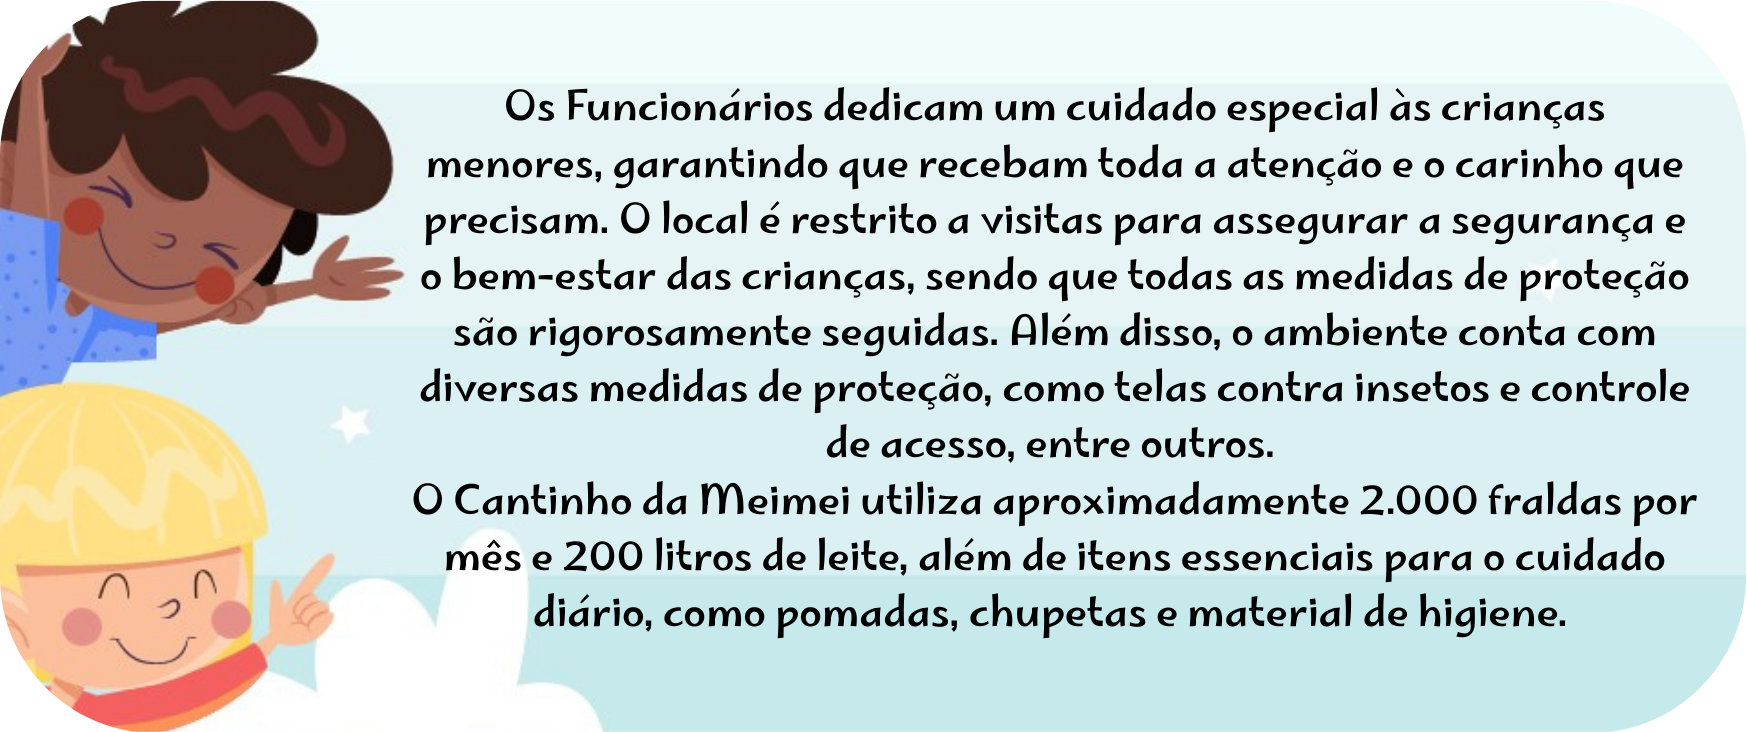 Os Funcionários dedicam um cuidado especial às crianças
menores, garantindo que recebam toda a atenção e o carinho que
precisam. O local é restrito a visitas para assegurar a segurança e
o bem-estar das crianças, sendo que todas as medidas de proteção
são rigorosamente seguidas. Além disso, o ambiente conta com
diversas medidas de proteção, como telas contra insetos e controle
de acesso, entre outros.
O Cantinho da Meimei utiliza aproximadamente 2.000 fraldas por
mês e 200 litros de leite, além de itens essenciais para o cuidado
diário, como pomadas, chupetas e material de higiene.